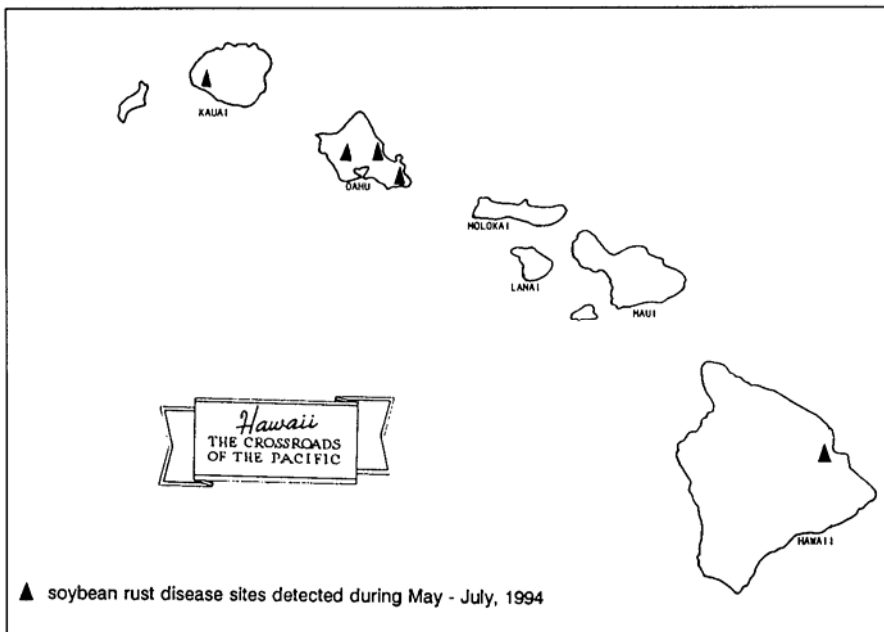 KAUAI
OAHU
MOLOKAI
LANAI
MAUI
Hawaii
THE CROSSROADS
OF THE PACIFIC
HAWAII
▲ soybean rust disease sites detected during May - July, 1994